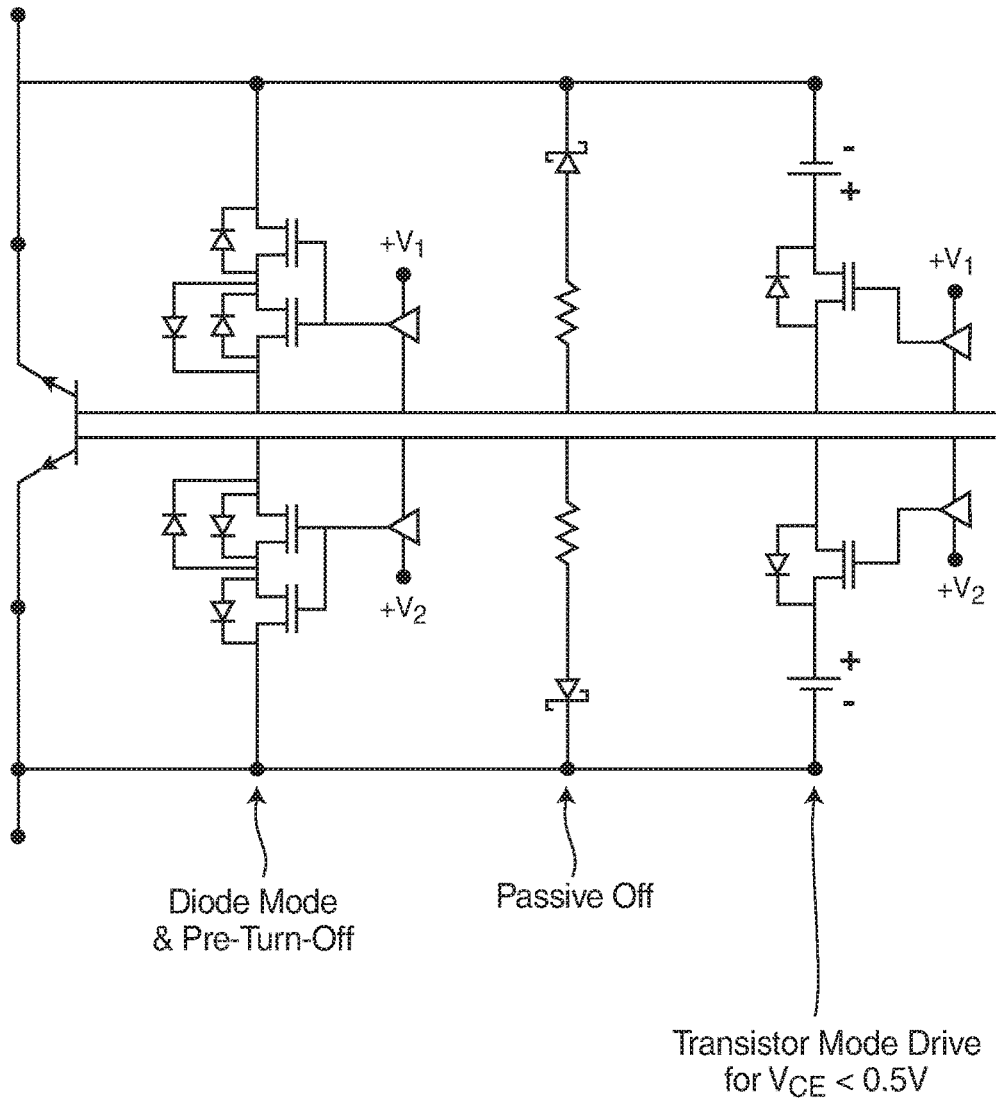 -
+
+V1
+V1
+V2
+V2
+
-
Diode Mode
& Pre-Turn-Off
Passive Off
Transistor Mode Drive
for VCE < 0.5V